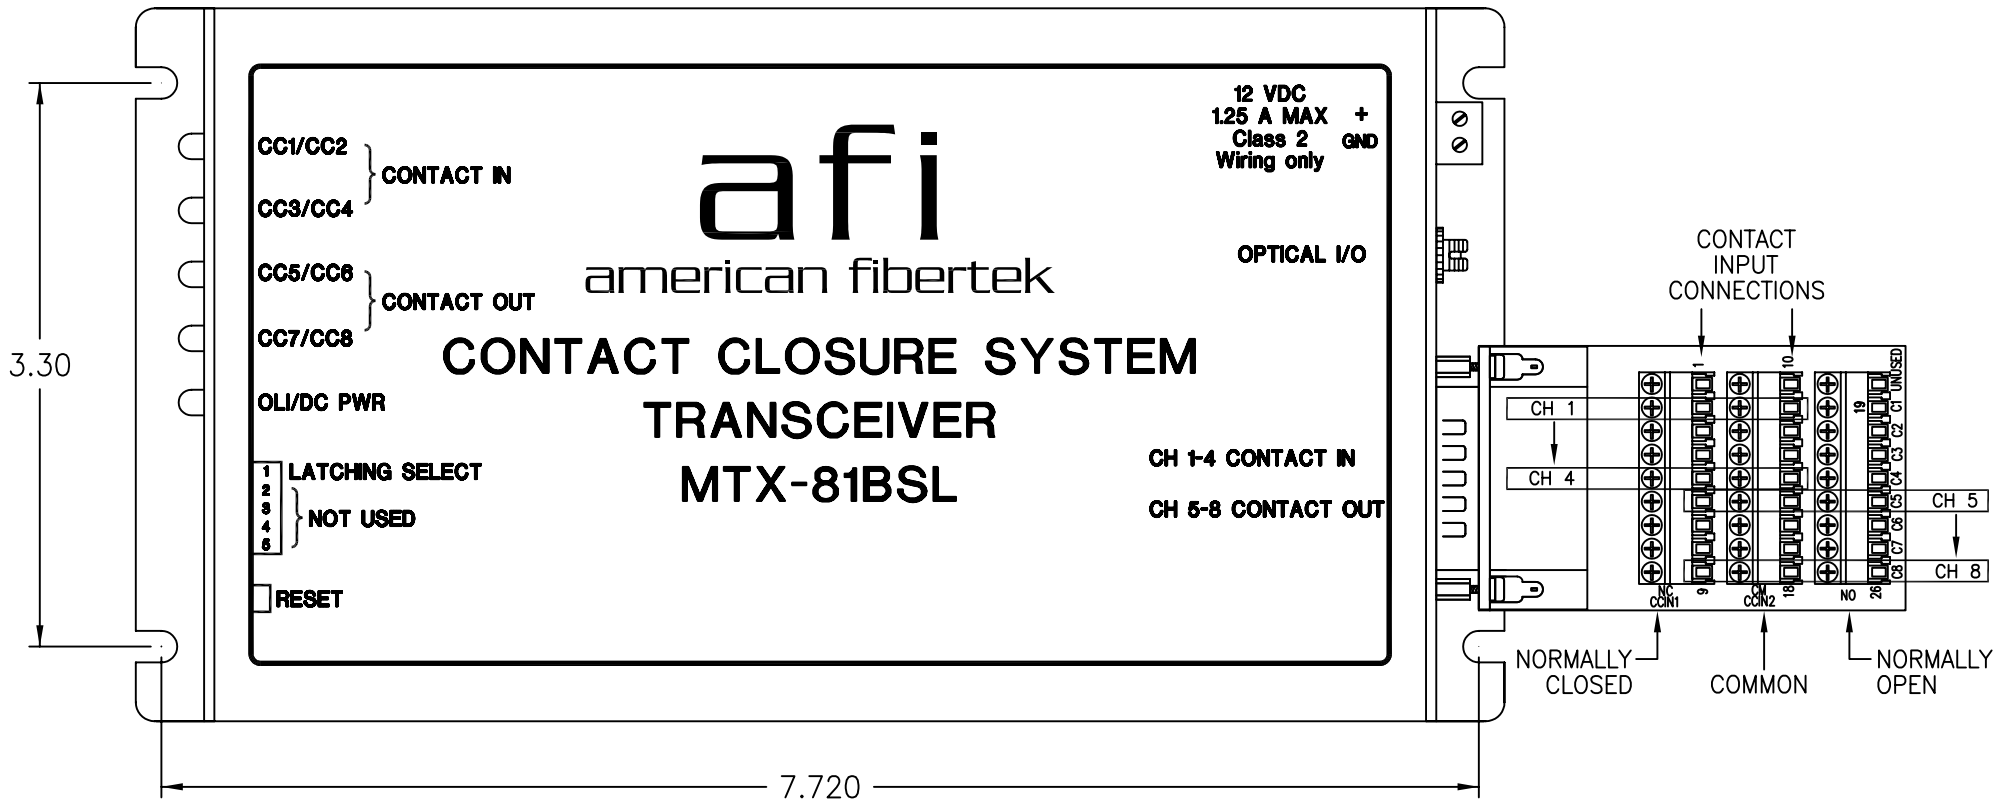 CC1/CC2
CONTACT IN
CC3/CC4
CC5/CC6
CONTACT OUT
CC7/CC8
OLI/DC PWR
1 LATCHING SELECT
2
3
4
5
NOT USED
RESET
3.30
7.720
afi
american fibertek
CONTACT CLOSURE SYSTEM
TRANSCEIVER
MTX-81BSL
12 VDC
1.25 A MAX +
Class 2 GND
Wiring only
OPTICAL I/O
CH 1-4 CONTACT IN
CH 5-8 CONTACT OUT
CONTACT
INPUT
CONNECTIONS
1
10
UNUSED
19
C1
C2
C3
C4
C5
C6
C7
C8
CH 1
CH 4
CH 5
CH 8
NC
CCIN1
9
CM
CCIN2
18
NO
26
NORMALLY
CLOSED
COMMON
NORMALLY
OPEN